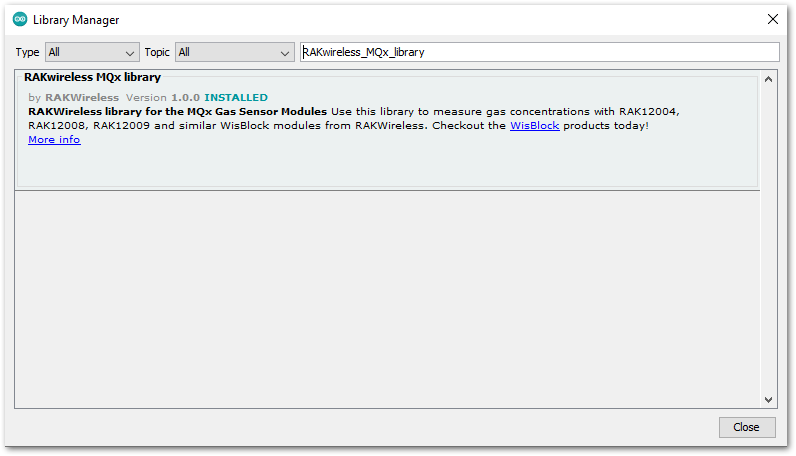 Library Manager
Type All Topic All RAKwireless_MQx_library
RAKwireless MQx library
by RAKWireless Version 1.0.0 INSTALLED
RAKWireless library for the MQx Gas Sensor Modules Use this library to measure gas concentrations with RAK12004,
RAK12008, RAK12009 and similar WisBlock modules from RAKWireless. Checkout the WisBlock products today!
More info
Close